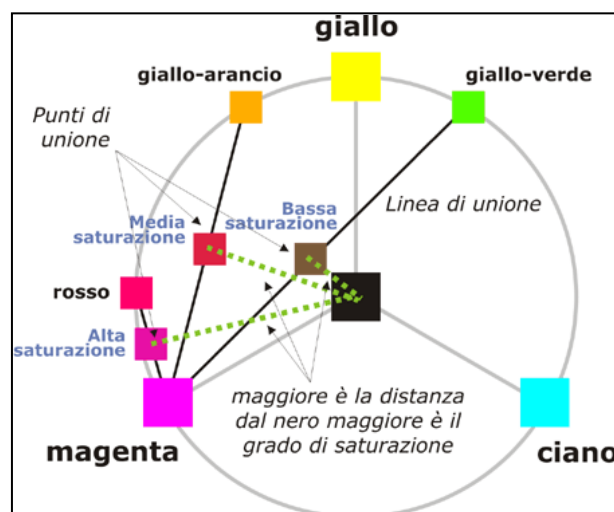 giallo
giallo-arancio
giallo-verde
Punti di
unione
Media
saturazione
Bassa
saturazione
Linea di unione
rosso
Alta
saturazione
maggiore è la distanza
dal nero maggiore è il
grado di saturazione
magenta
ciano